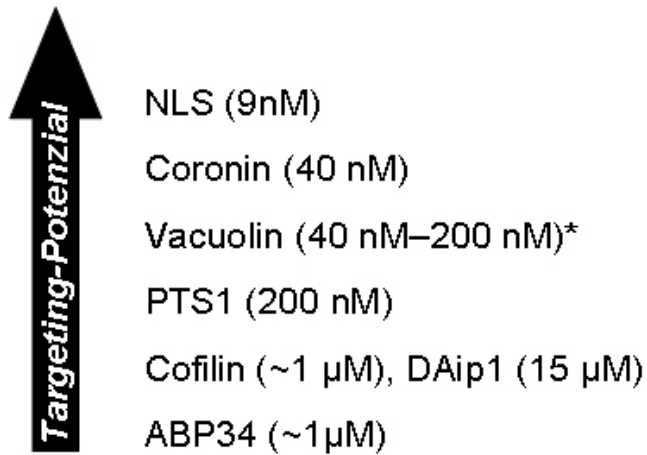 Targeting-Potenzial
NLS (9nM)
Coronin (40 nM)
Vacuolin (40 nM–200 nM)*
PTS1 (200 nM)
Cofilin (~1 µM), DAip1 (15 µM)
ABP34 (~1µM)